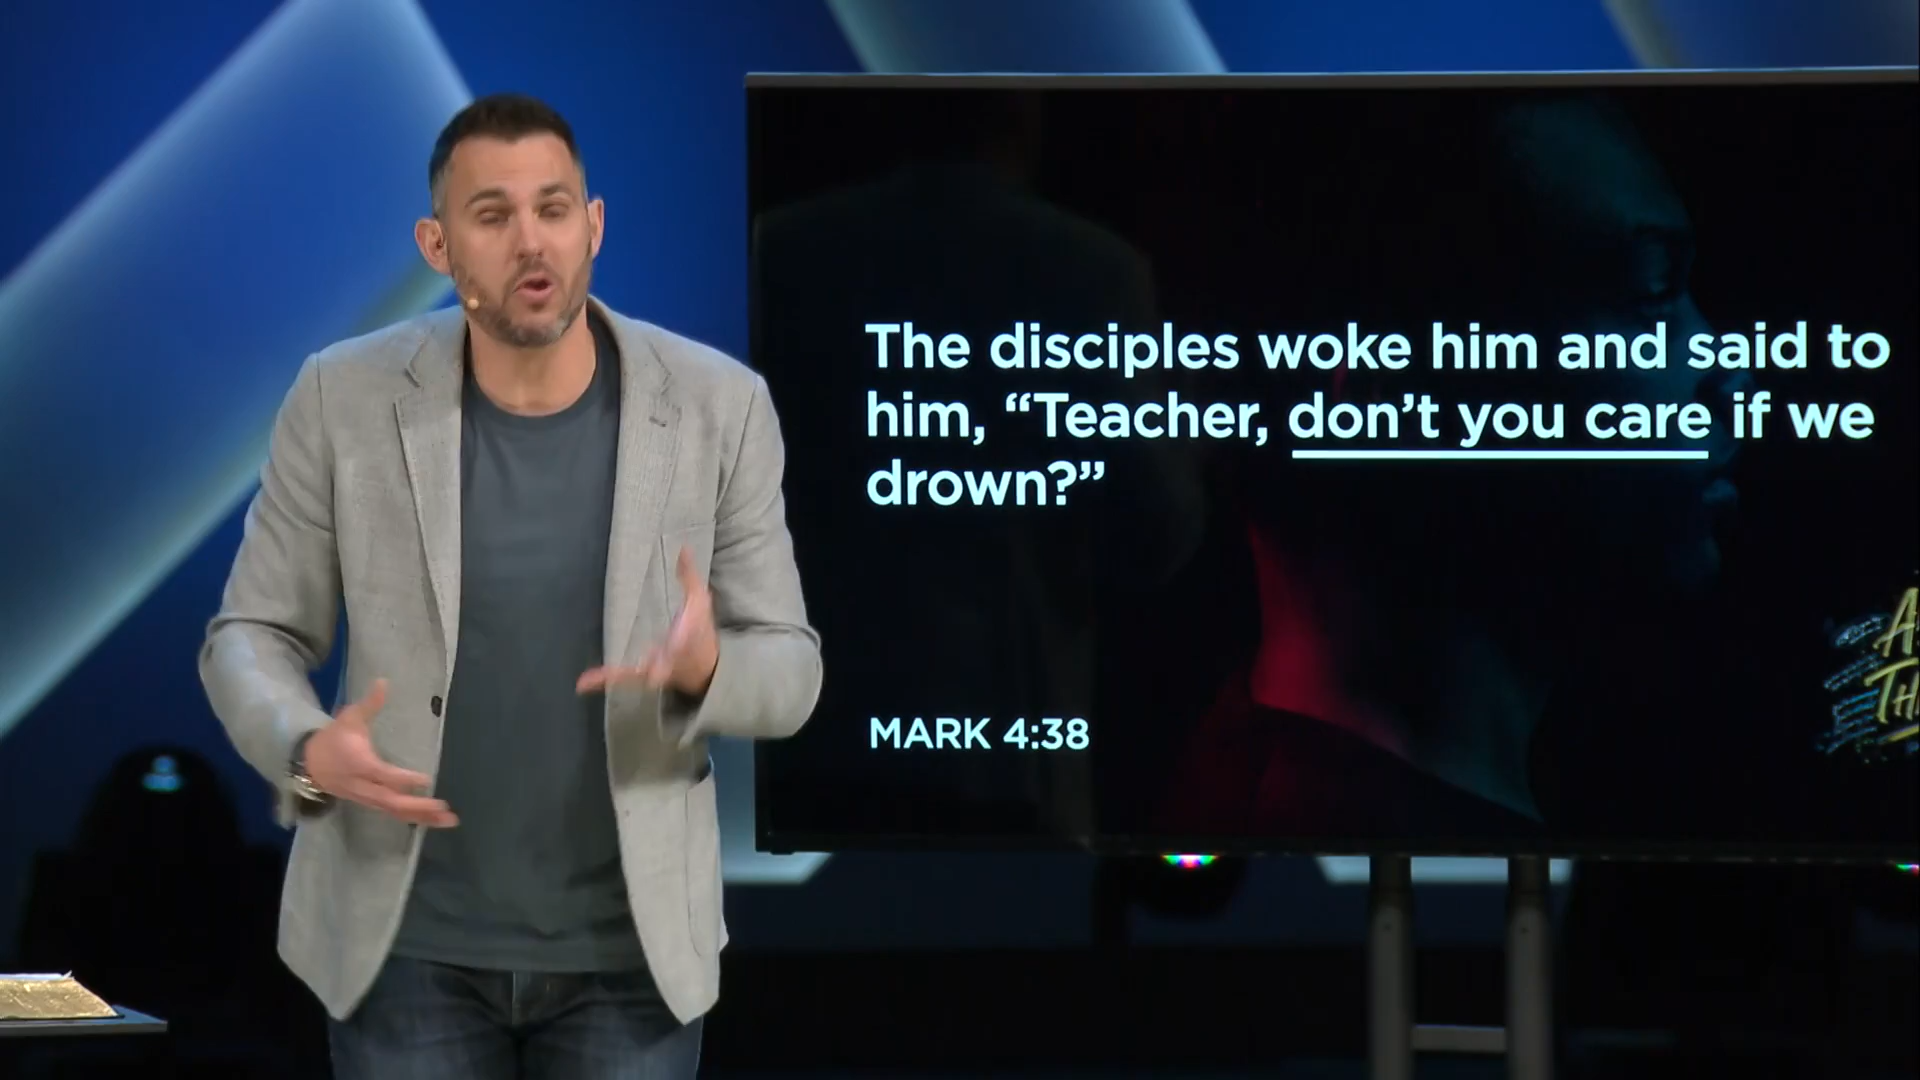 The disciples woke him and said to
him, “Teacher, don’t you care if we
drown?”
MARK 4:38